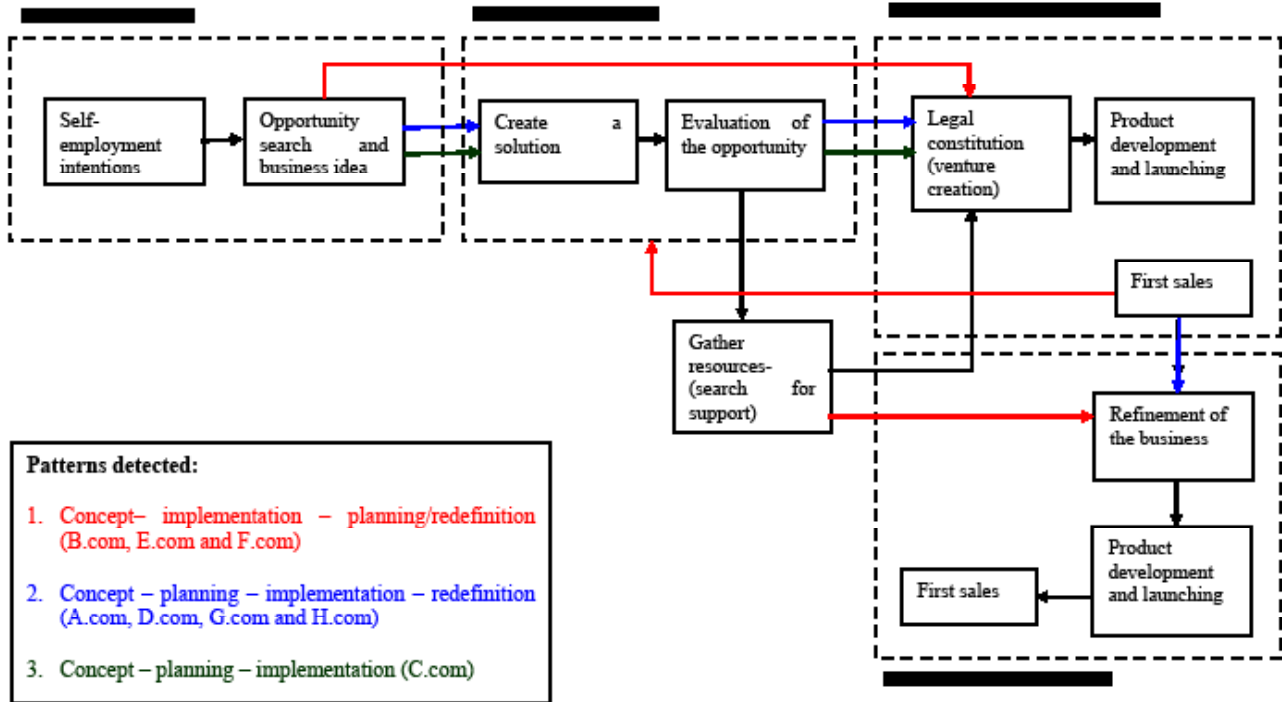 Self-
employment
intentions
Opportunity
search and
business idea
Create a
solution
Evaluation of
the opportunity
Legal
constitution
(venture
creation)
Product
development
and launching
First sales
Gather
resources-
(search for
support)
Refinement of
the business
Product
development
and launching
First sales
Patterns detected:
1. Concept– implementation – planning/redefinition
(B.com, E.com and F.com)
2. Concept – planning – implementation – redefinition
(A.com, D.com, G.com and H.com)
3. Concept – planning – implementation (C.com)